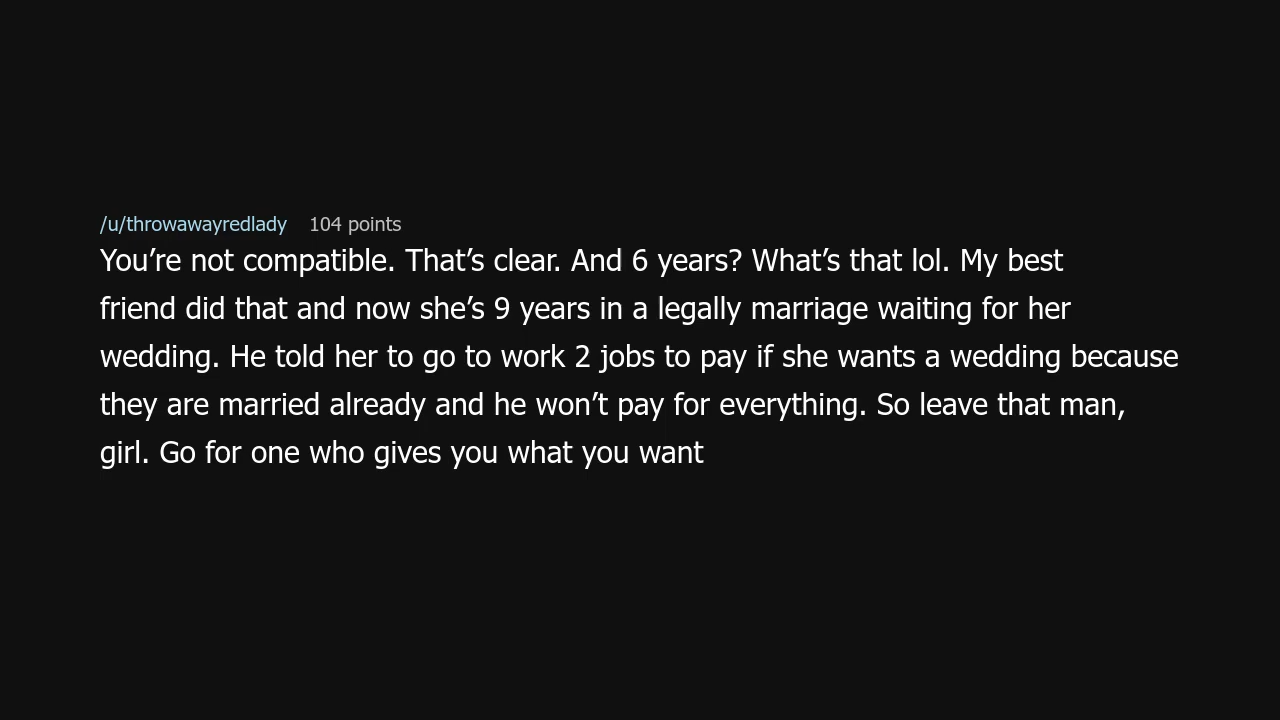 /u/throwawayredlady 104 points
You’re not compatible. That’s clear. And 6 years? What’s that lol. My best
friend did that and now she’s 9 years in a legally marriage waiting for her
wedding. He told her to go to work 2 jobs to pay if she wants a wedding because
they are married already and he won’t pay for everything. So leave that man,
girl. Go for one who gives you what you want